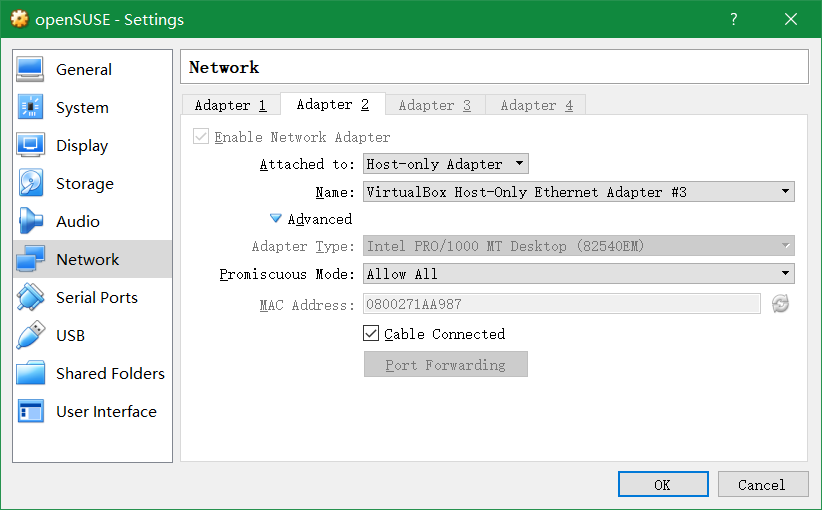 openSUSE - Settings
?
General
System
Display
Storage
Audio
Network
Serial Ports
USB
Shared Folders
User Interface
Network
Adapter 1 Adapter 2 Adapter 3 Adapter 4
Enable Network Adapter
Attached to: Host-only Adapter
Name: VirtualBox Host-Only Ethernet Adapter #3
Advanced
Adapter Type: Intel PRO/1000 MT Desktop (82540EM)
Promiscuous Mode: Allow All
MAC Address: 0800271AA987
Cable Connected
Port Forwarding
OK Cancel